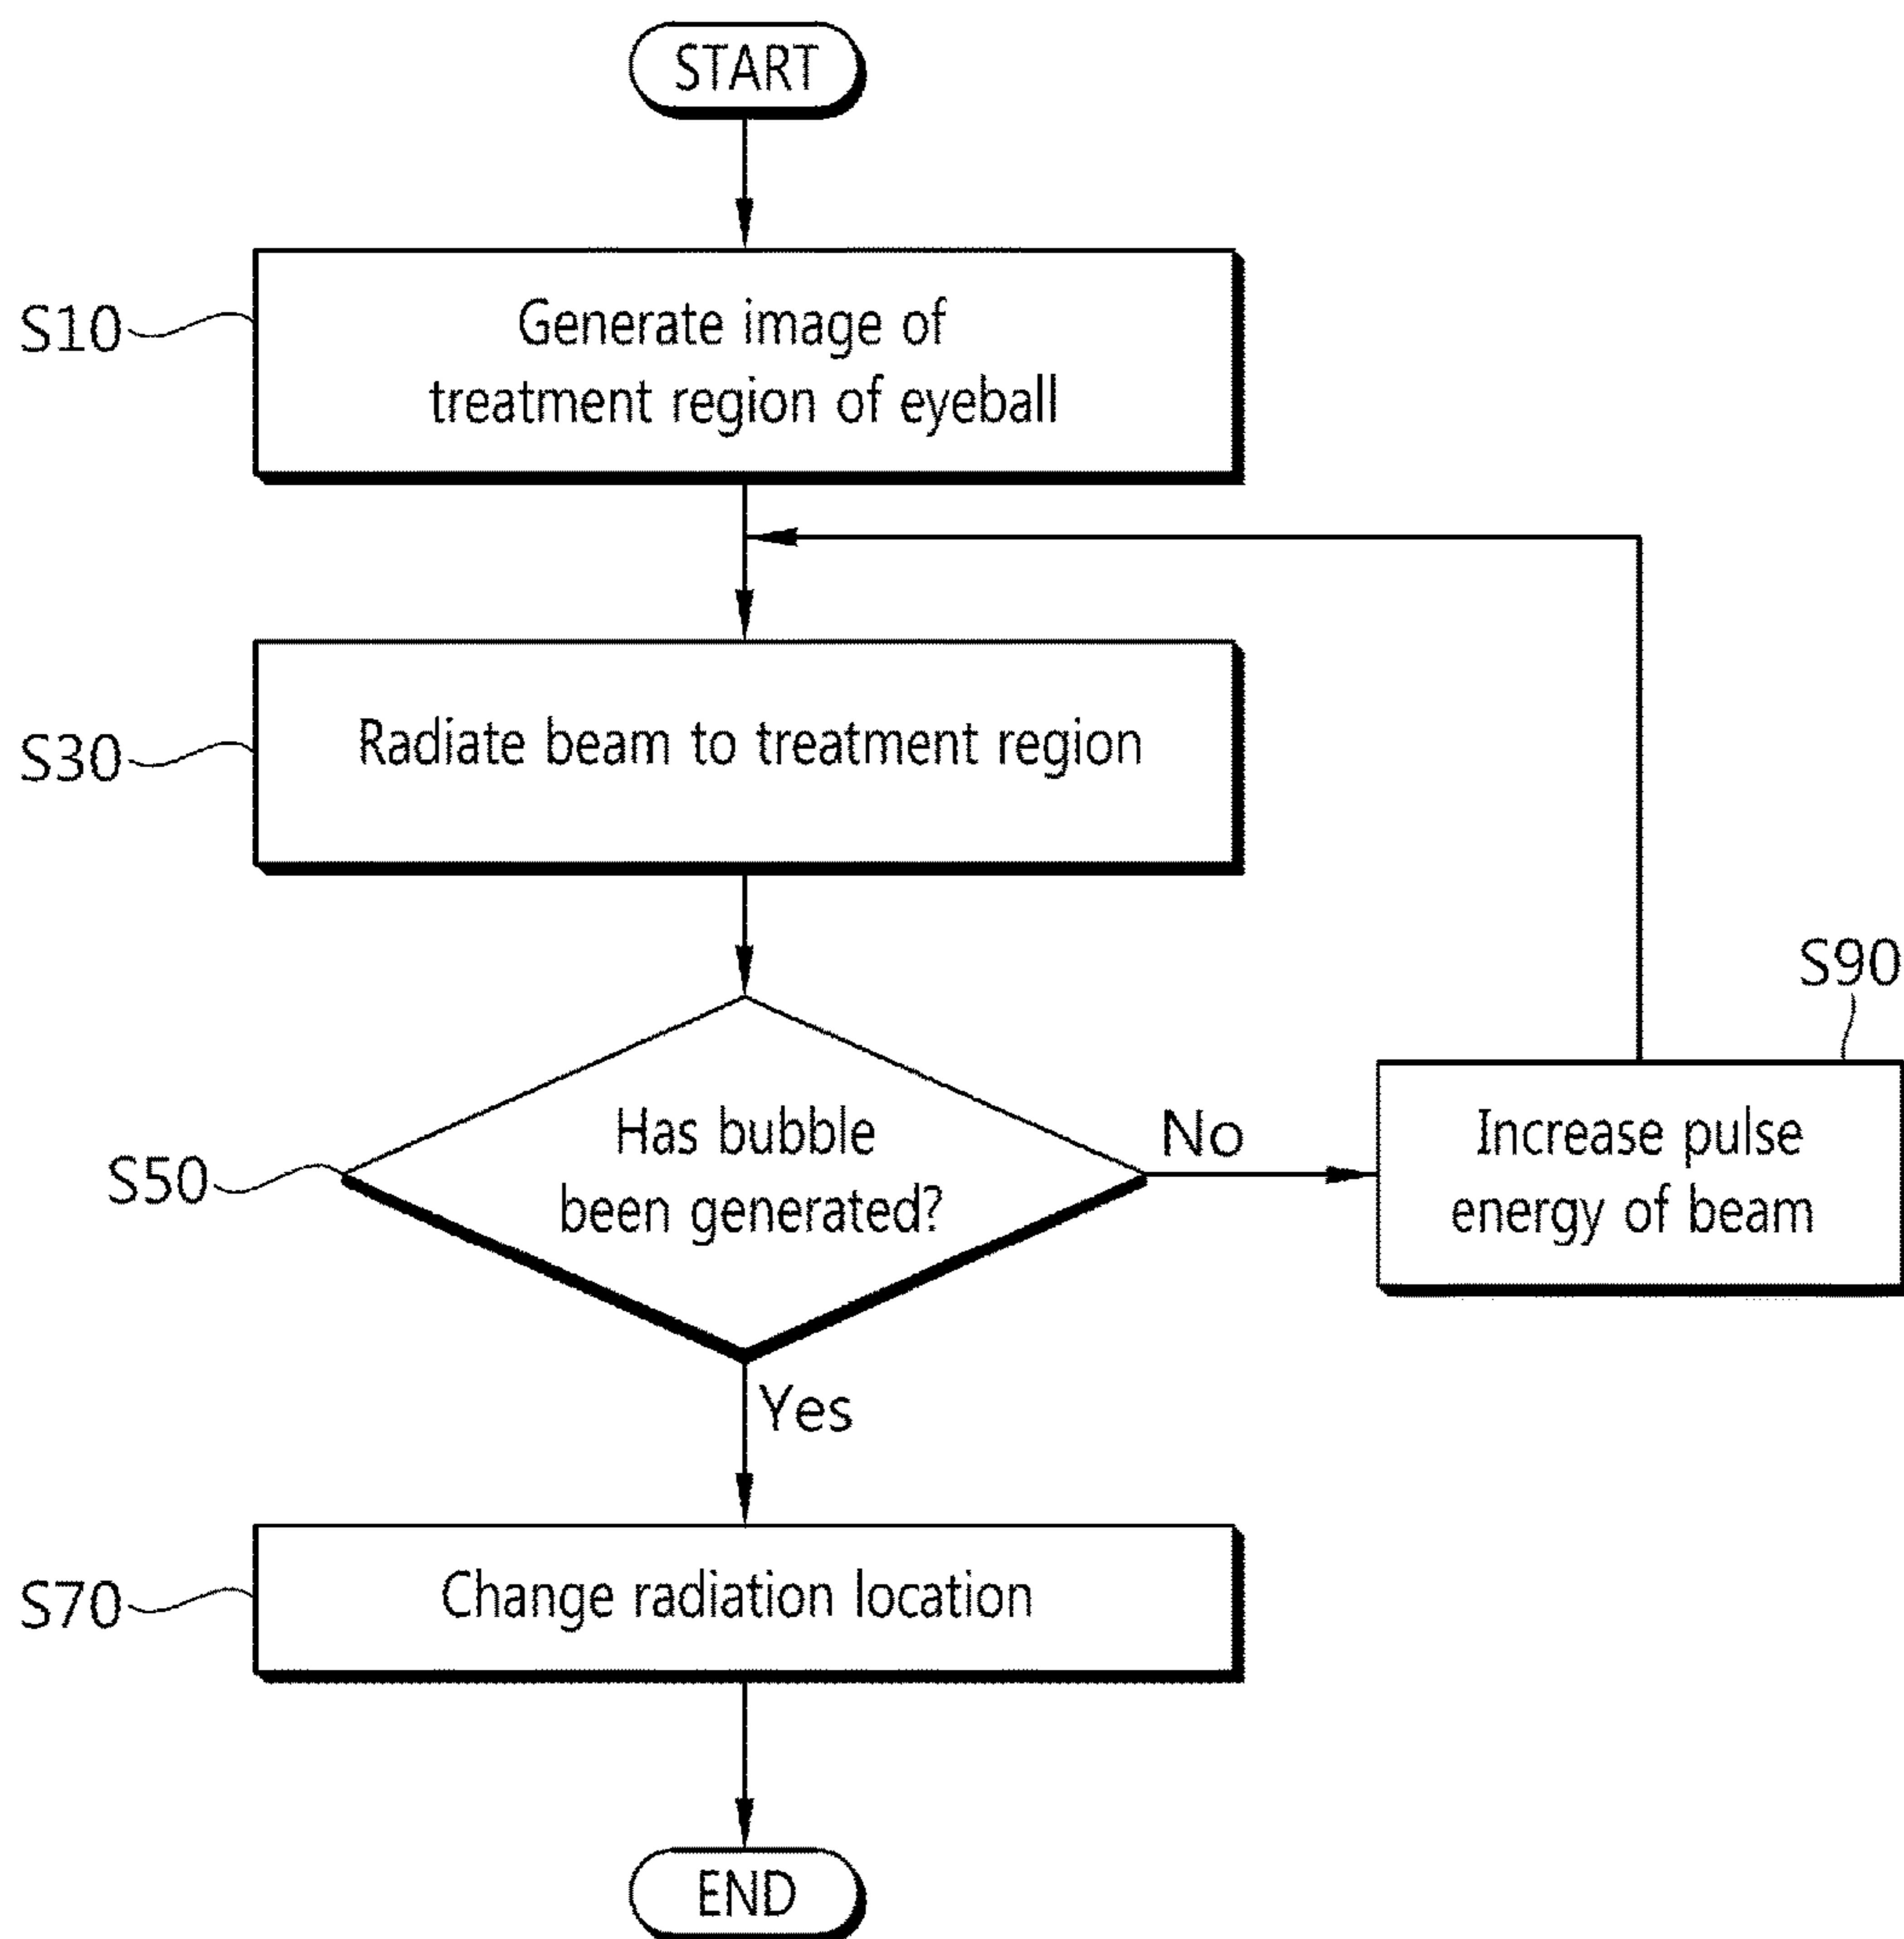 START
S10
Generate image of
treatment region of eyeball
S30
Radiate beam to treatment region
S50
Has bubble
been generated?
No
S90
Increase pulse
energy of beam
Yes
S70
Change radiation location
END